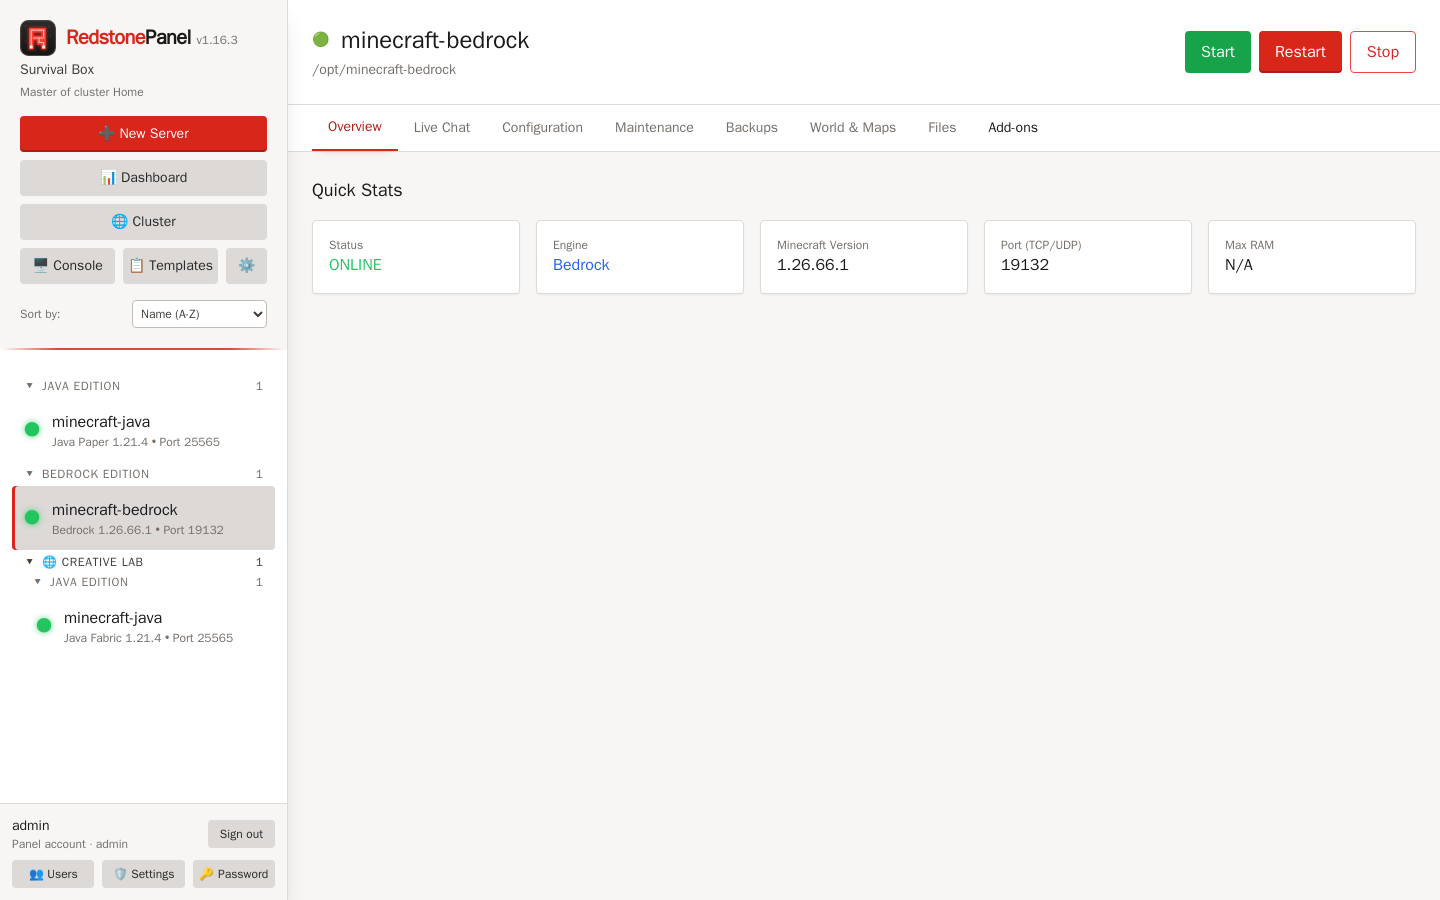 RedstonePanel v1.16.3
Survival Box
Master of cluster Home
➕ New Server
📊 Dashboard
🌐 Cluster
🖥️ Console
📋 Templates
⚙️
Sort by:
Name (A-Z)
▼ JAVA EDITION 1
minecraft-java
Java Paper 1.21.4 • Port 25565
▼ BEDROCK EDITION 1
minecraft-bedrock
Bedrock 1.26.66.1 • Port 19132
▼ 🌐 CREATIVE LAB 1
▼ JAVA EDITION 1
minecraft-java
Java Fabric 1.21.4 • Port 25565
admin
Panel account · admin
Sign out
👥 Users
🛡️ Settings
🔑 Password
minecraft-bedrock
/opt/minecraft-bedrock
Start
Restart
Stop
Overview
Live Chat
Configuration
Maintenance
Backups
World & Maps
Files
Add-ons
Quick Stats
Status
ONLINE
Engine
Bedrock
Minecraft Version
1.26.66.1
Port (TCP/UDP)
19132
Max RAM
N/A